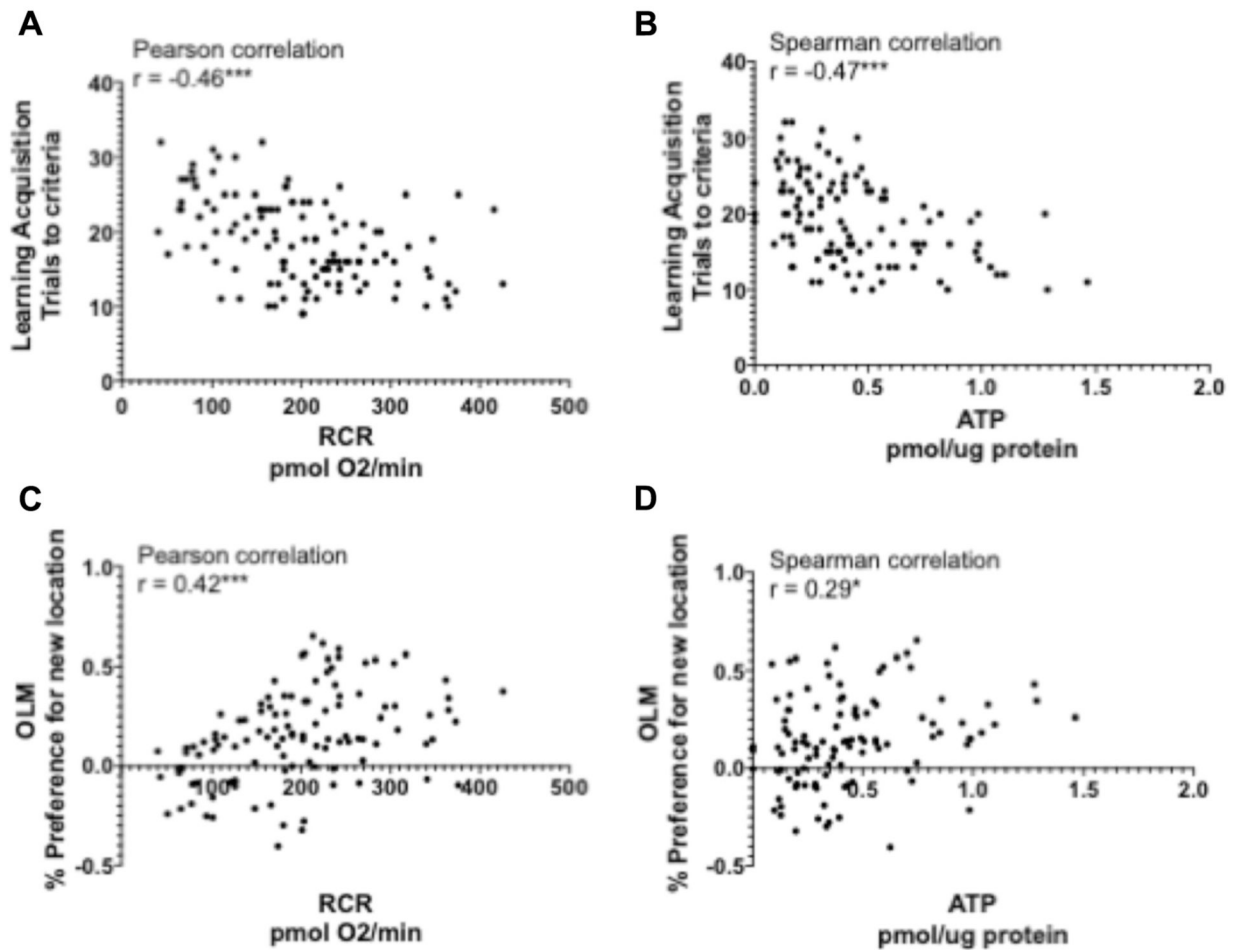 A
Pearson correlation
r = -0.46***
Learning Acquisition
Trials to criteria
40
30
20
10
0
0 100 200 300 400 500
RCR
pmol O2/min
B
Spearman correlation
r = -0.47***
Learning Acquisition
Trials to criteria
40
30
20
10
0
0.0 0.5 1.0 1.5 2.0
ATP
pmol/ug protein
C
Pearson correlation
r = 0.42***
OLM
% Preference for new location
1.0
0.5
0.0
-0.5
100 200 300 400 500
RCR
pmol O2/min
D
Spearman correlation
r = 0.29*
OLM
% Preference for new location
1.0
0.5
0.0
-0.5
0.5 1.0 1.5 2.0
ATP
pmol/ug protein